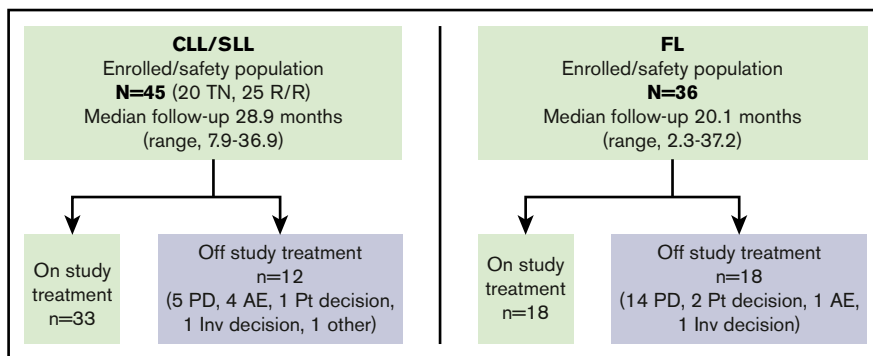 CLL/SLL
Enrolled/safety population
N=45 (20 TN, 25 R/R)
Median follow-up 28.9 months
(range, 7.9-36.9)
On study
treatment
n=33
Off study treatment
n=12
(5 PD, 4 AE, 1 Pt decision,
1 Inv decision, 1 other)
FL
Enrolled/safety population
N=36
Median follow-up 20.1 months
(range, 2.3-37.2)
On study
treatment
n=18
Off study treatment
n=18
(14 PD, 2 Pt decision, 1 AE,
1 Inv decision)